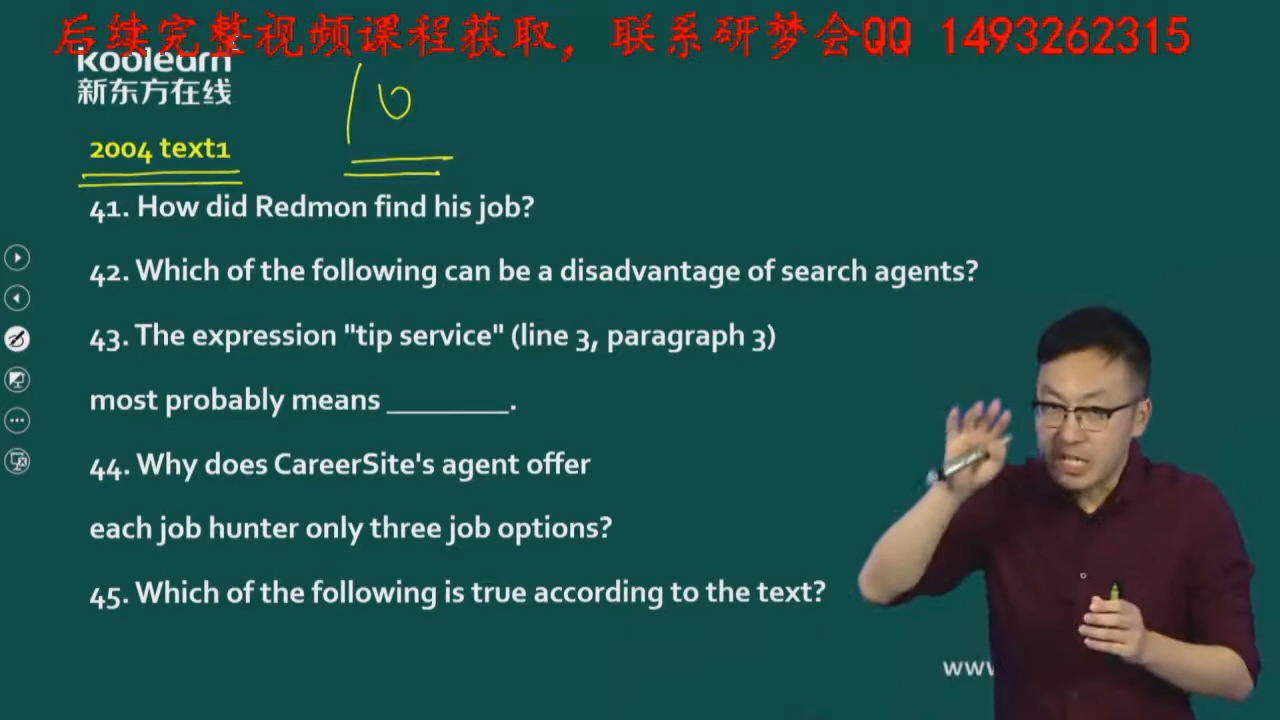 后续完整视频课程获取，联系研梦会QQ 1493262315
koolearn
新东方在线
10
2004 text1
41. How did Redmon find his job?
42. Which of the following can be a disadvantage of search agents?
43. The expression "tip service" (line 3, paragraph 3)
most probably means ________.
44. Why does CareerSite's agent offer
each job hunter only three job options?
45. Which of the following is true according to the text?
www